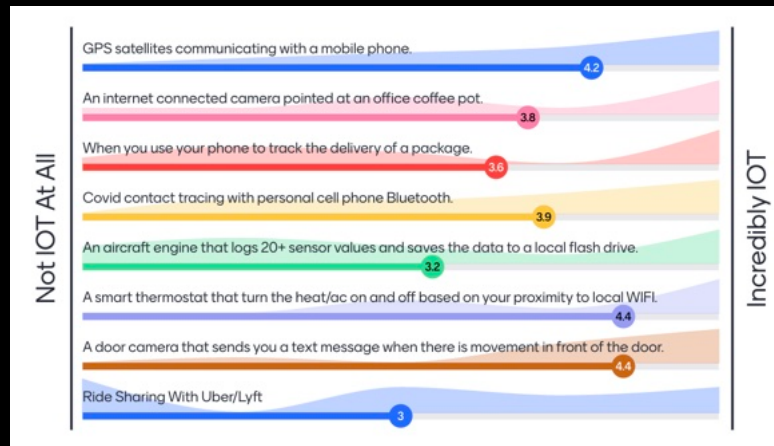 GPS satellites communicating with a mobile phone.
4.2
An internet connected camera pointed at an office coffee pot.
3.8
When you use your phone to track the delivery of a package.
3.6
Covid contact tracing with personal cell phone Bluetooth.
3.9
An aircraft engine that logs 20+ sensor values and saves the data to a local flash drive.
3.2
A smart thermostat that turn the heat/ac on and off based on your proximity to local WIFI.
4.4
A door camera that sends you a text message when there is movement in front of the door.
4.4
Ride Sharing With Uber/Lyft
3
Not IOT At All
Incredibly IOT